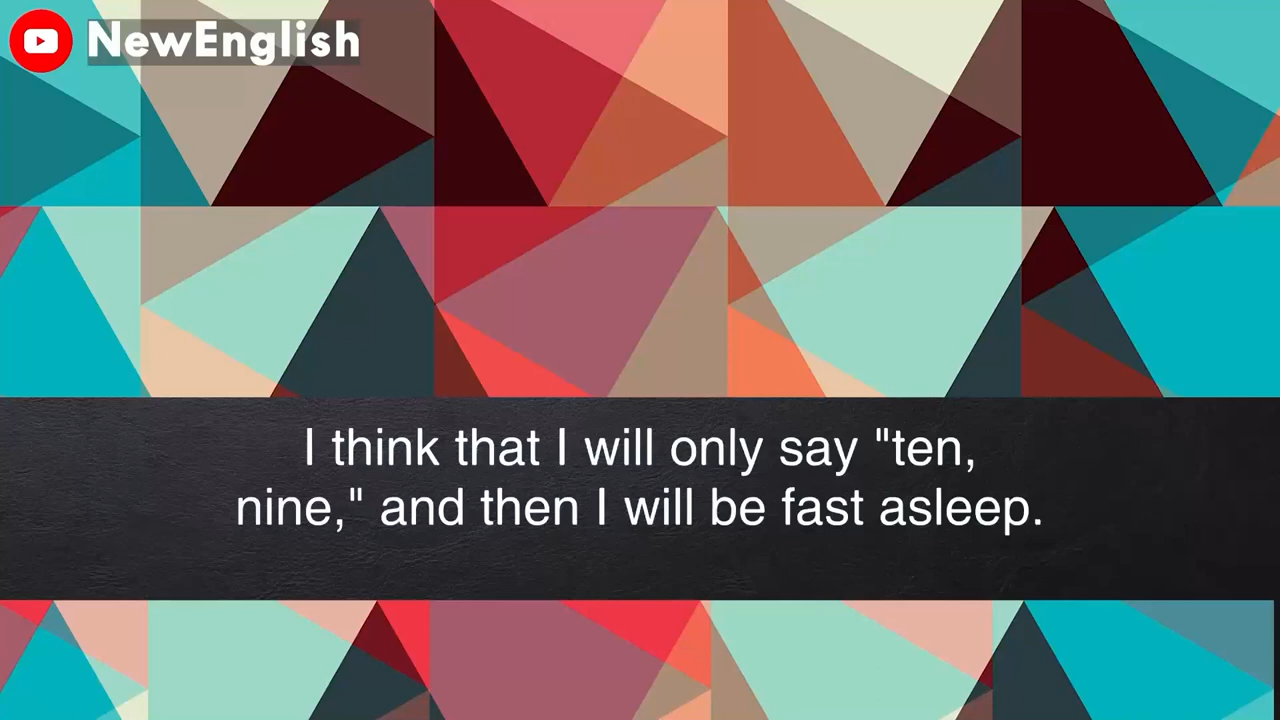 NewEnglish
I think that I will only say "ten,
nine," and then I will be fast asleep.